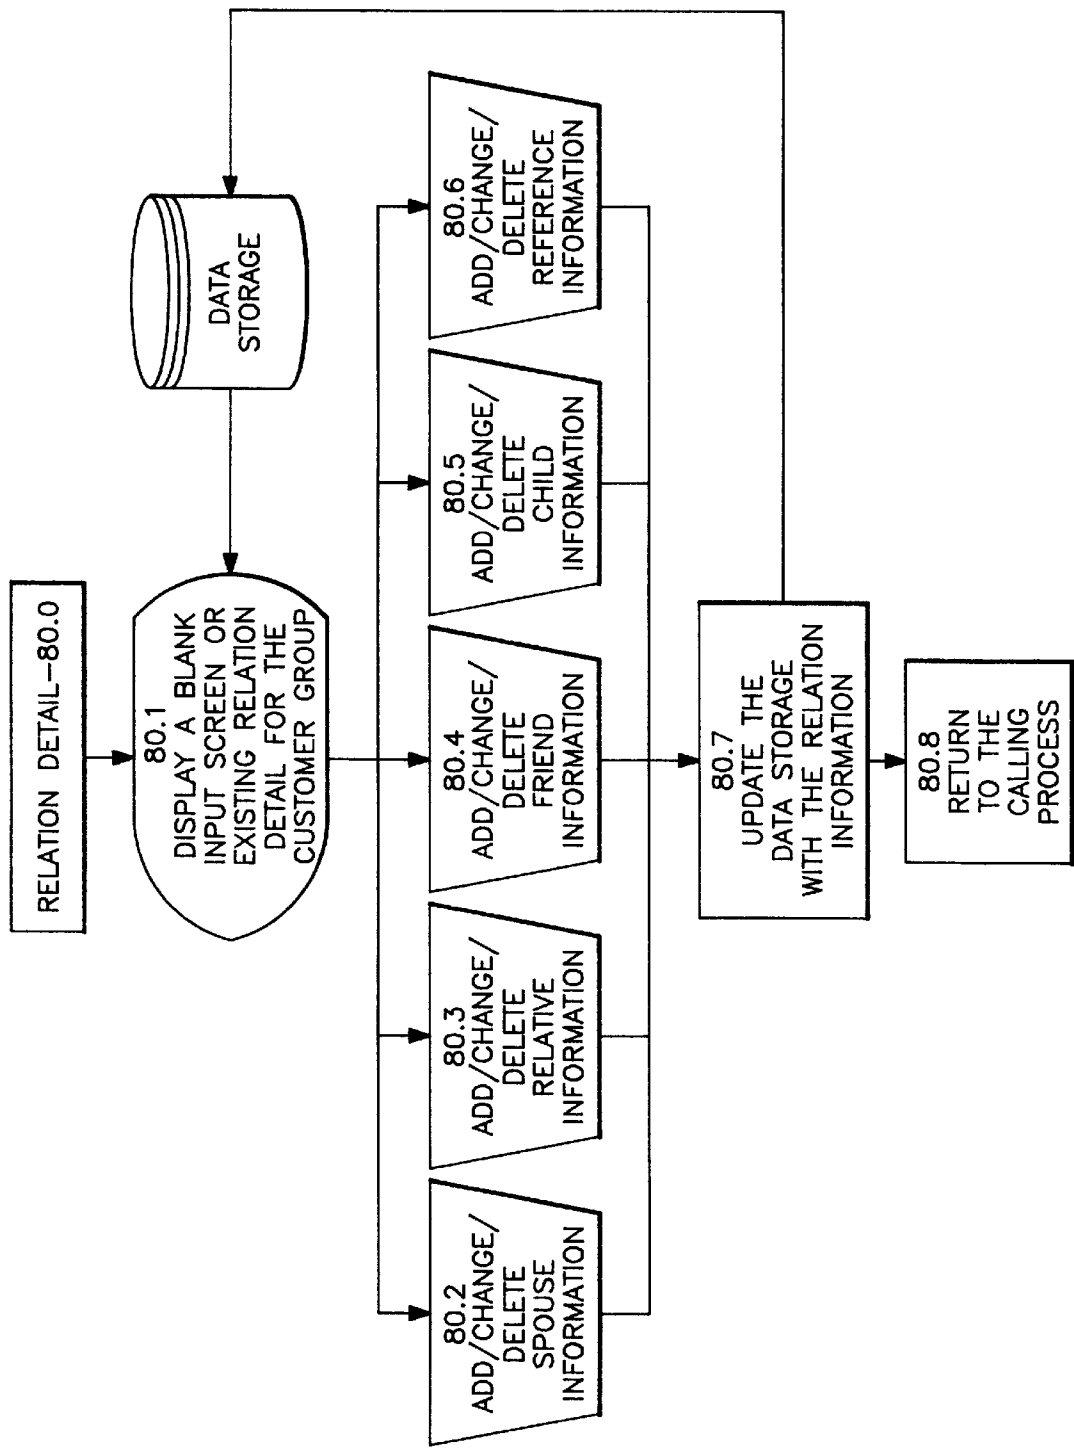 RELATION DETAIL-80.0
80.1
DISPLAY A BLANK
INPUT SCREEN OR
EXISTING RELATION
DETAIL FOR THE
CUSTOMER GROUP
DATA
STORAGE
80.2
ADD/CHANGE/
DELETE
SPOUSE
INFORMATION
80.3
ADD/CHANGE/
DELETE
RELATIVE
INFORMATION
80.4
ADD/CHANGE/
DELETE
FRIEND
INFORMATION
80.5
ADD/CHANGE/
DELETE
CHILD
INFORMATION
80.6
ADD/CHANGE/
DELETE
REFERENCE
INFORMATION
80.7
UPDATE THE
DATA STORAGE
WITH THE RELATION
INFORMATION
80.8
RETURN
TO THE
CALLING
PROCESS